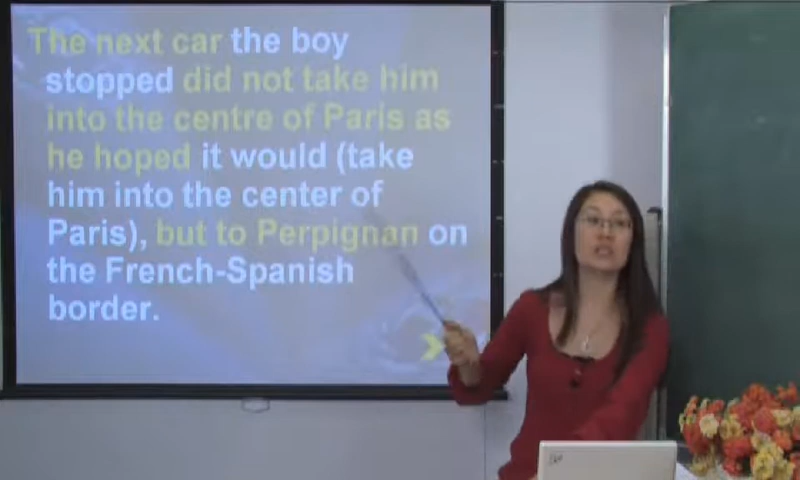 The next car the boy
stopped did not take him
into the centre of Paris as
he hoped it would (take
him into the center of
Paris), but to Perpignan on
the French-Spanish
border.